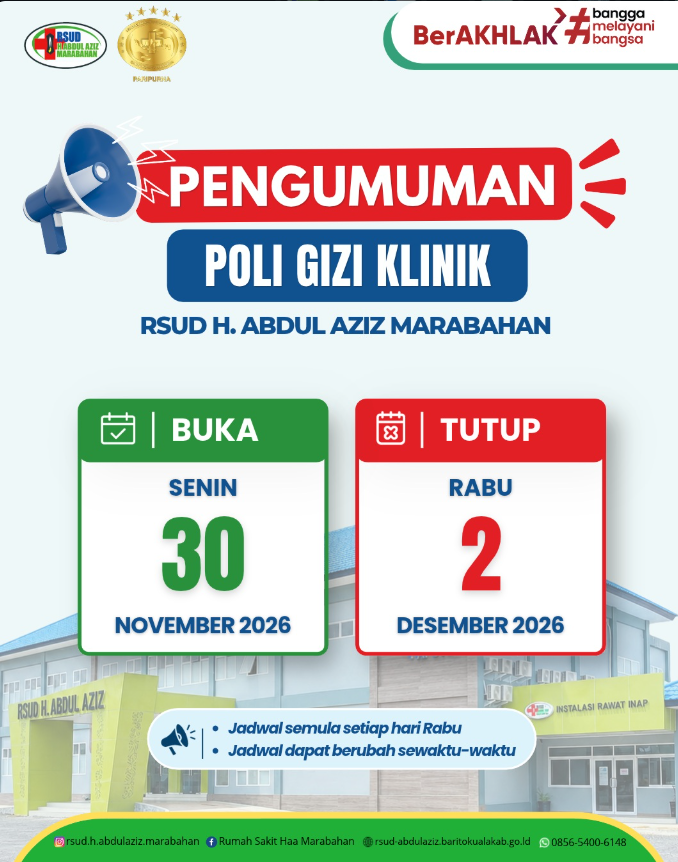 RSUD
H. ABDUL AZIZ
MARABAHAN
PARIPURNA
BerAKHLAK
#
bangga
melayani
bangsa
PENGUMUMAN
POLI GIZI KLINIK
RSUD H. ABDUL AZIZ MARABAHAN
BUKA
SENIN
30
NOVEMBER 2026
TUTUP
RABU
2
DESEMBER 2026
RSUD H. ABDUL AZIZ
INSTALASI RAWAT INAP
• Jadwal semula setiap hari Rabu
• Jadwal dapat berubah sewaktu-waktu
rsud.h.abdulaziz.marabahan Rumah Sakit Haa Marabahan rsud-abdulaziz.baritokualakab.go.id 0856-5400-6148